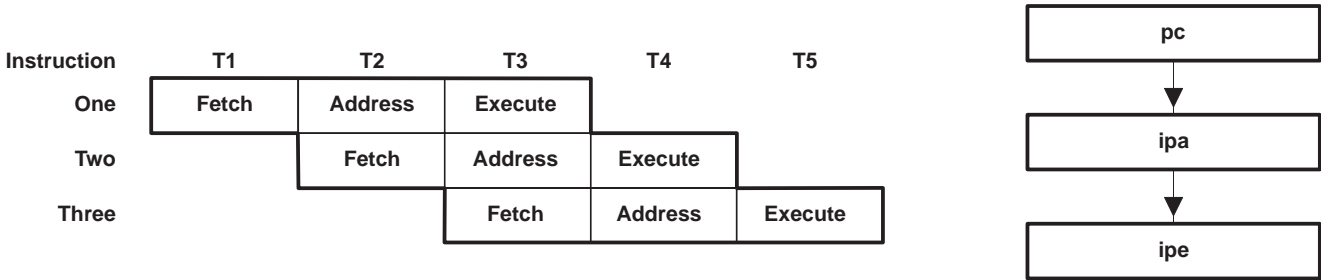 Instruction T1 T2 T3 T4 T5
One Fetch Address Execute
Two Fetch Address Execute
Three Fetch Address Execute
pc
ipa
ipe